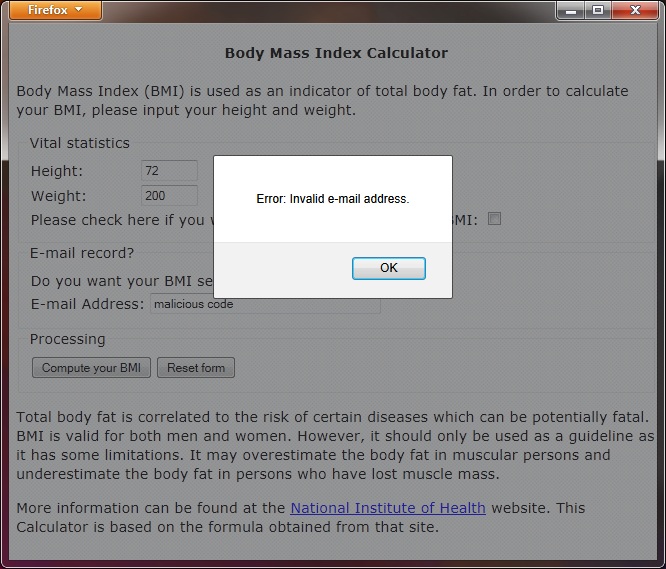 Firefox
Body Mass Index Calculator
Body Mass Index (BMI) is used as an indicator of total body fat. In order to calculate
your BMI, please input your height and weight.
Vital statistics
Height: 72
Weight: 200
Please check here if you w
MI:
Error: Invalid e-mail address.
OK
E-mail record?
Do you want your BMI se
E-mail Address: malicious code
Processing
Compute your BMI Reset form
Total body fat is correlated to the risk of certain diseases which can be potentially fatal.
BMI is valid for both men and women. However, it should only be used as a guideline as
it has some limitations. It may overestimate the body fat in muscular persons and
underestimate the body fat in persons who have lost muscle mass.
More information can be found at the National Institute of Health website. This
Calculator is based on the formula obtained from that site.